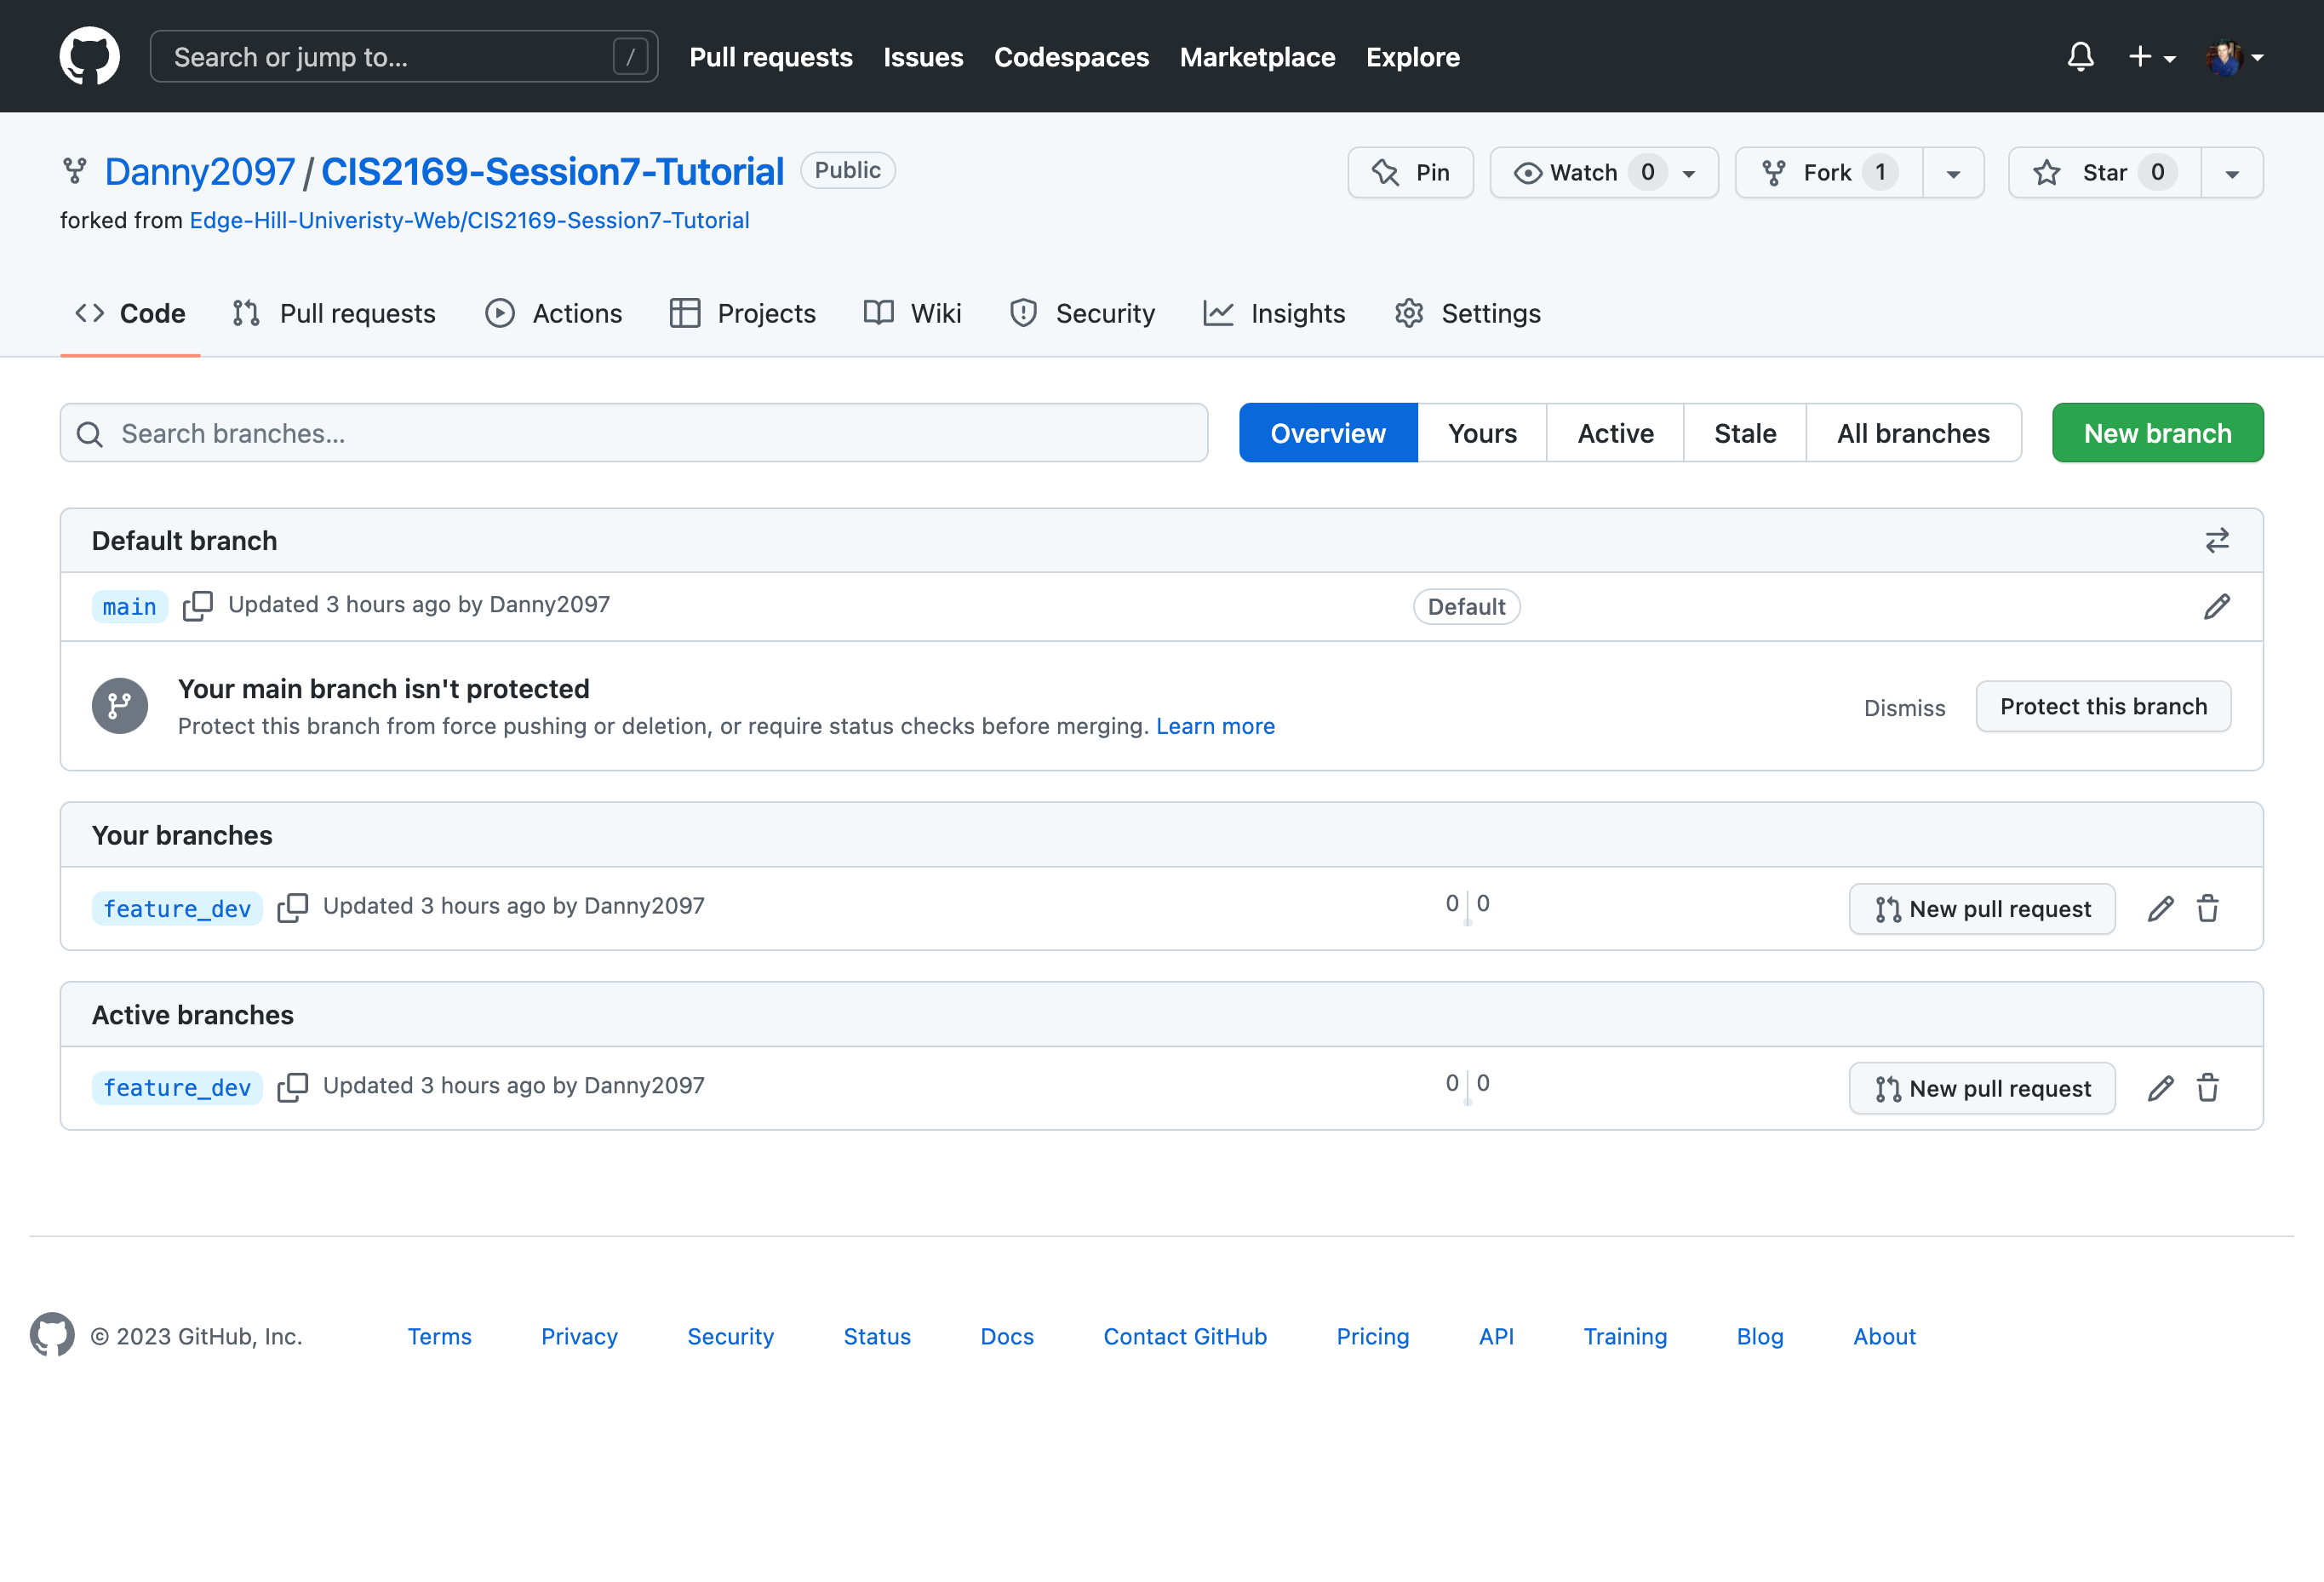 Search or jump to... / Pull requests Issues Codespaces Marketplace Explore
Danny2097 / CIS2169-Session7-Tutorial Public Pin Watch 0 Fork 1 Star 0
forked from Edge-Hill-Univeristy-Web/CIS2169-Session7-Tutorial
Code Pull requests Actions Projects Wiki Security Insights Settings
Search branches... Overview Yours Active Stale All branches New branch
Default branch
main Updated 3 hours ago by Danny2097 Default
Your main branch isn't protected
Protect this branch from force pushing or deletion, or require status checks before merging. Learn more Dismiss Protect this branch
Your branches
feature_dev Updated 3 hours ago by Danny2097 0 0 New pull request
Active branches
feature_dev Updated 3 hours ago by Danny2097 0 0 New pull request
© 2023 GitHub, Inc. Terms Privacy Security Status Docs Contact GitHub Pricing API Training Blog About